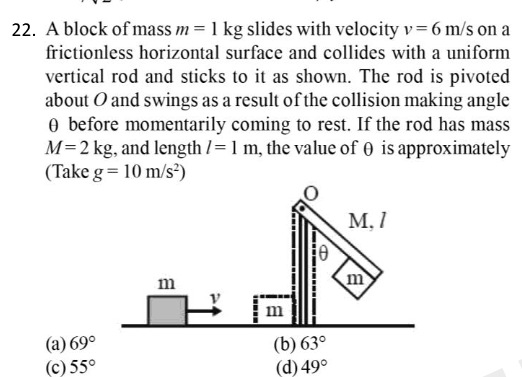 22. A block of mass m = 1 kg slides with velocity v = 6 m/s on a
frictionless horizontal surface and collides with a uniform
vertical rod and sticks to it as shown. The rod is pivoted
about O and swings as a result of the collision making angle
θ before momentarily coming to rest. If the rod has mass
M = 2 kg, and length l = 1 m, the value of θ is approximately
(Take g = 10 m/s²)
O
M, l
θ
m
m
v
m
(a) 69° (b) 63°
(c) 55° (d) 49°